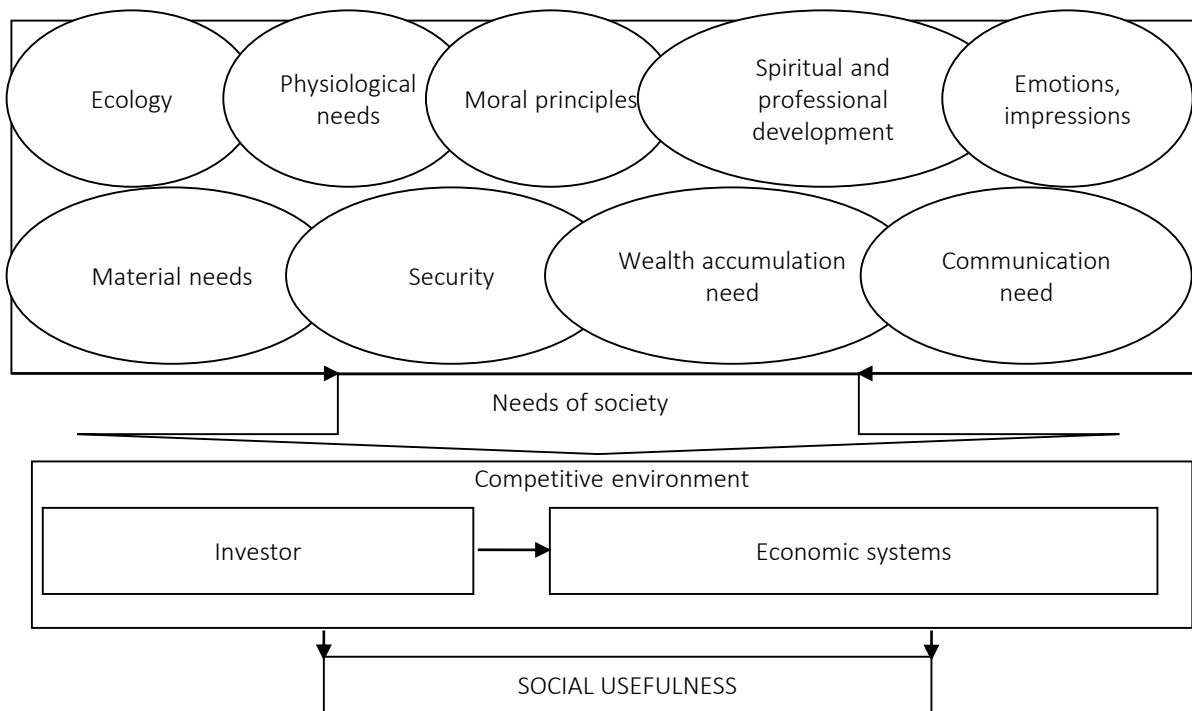 Ecology
Physiological
needs
Moral principles
Spiritual and
professional
development
Emotions,
impressions
Material needs
Security
Wealth accumulation
need
Communication
need
Needs of society
Competitive environment
Investor
Economic systems
SOCIAL USEFULNESS